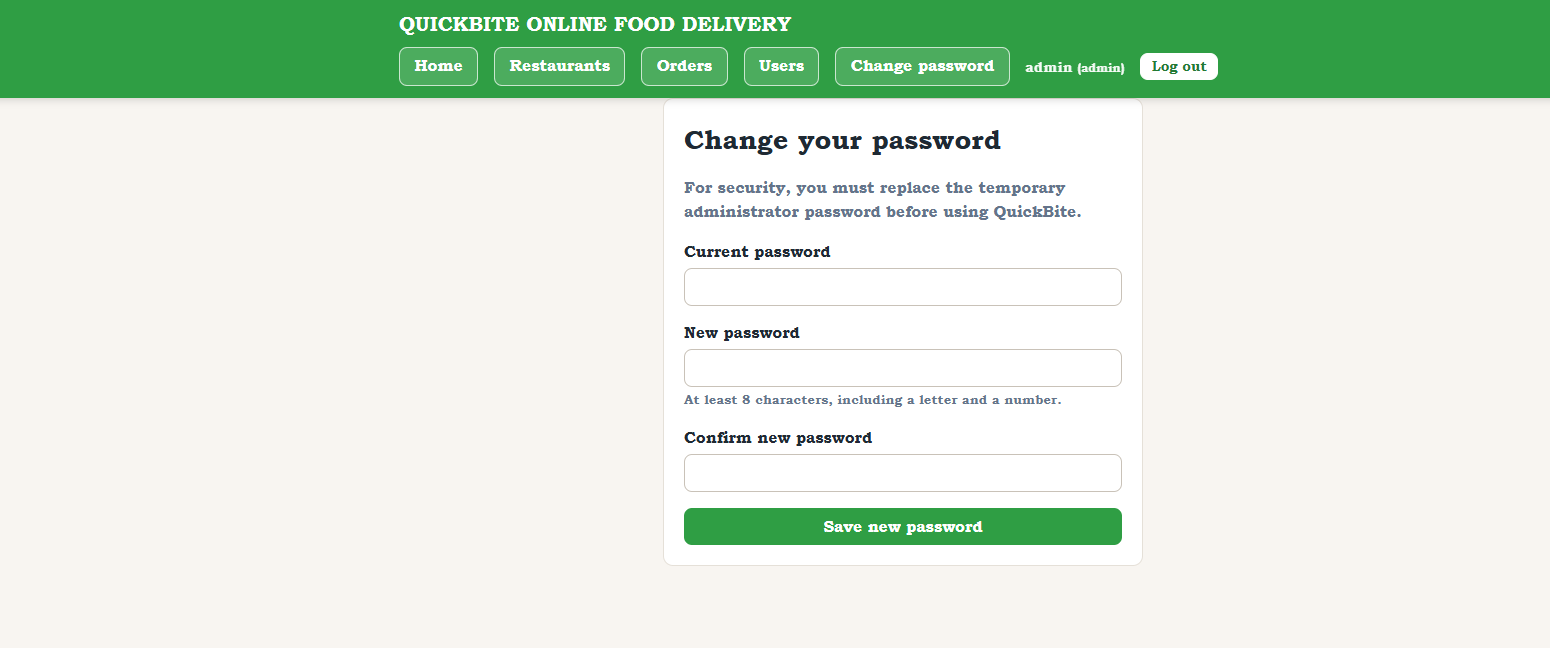 QUICKBITE ONLINE FOOD DELIVERY
Home Restaurants Orders Users Change password admin (admin) Log out
Change your password
For security, you must replace the temporary
administrator password before using QuickBite.
Current password
New password
At least 8 characters, including a letter and a number.
Confirm new password
Save new password